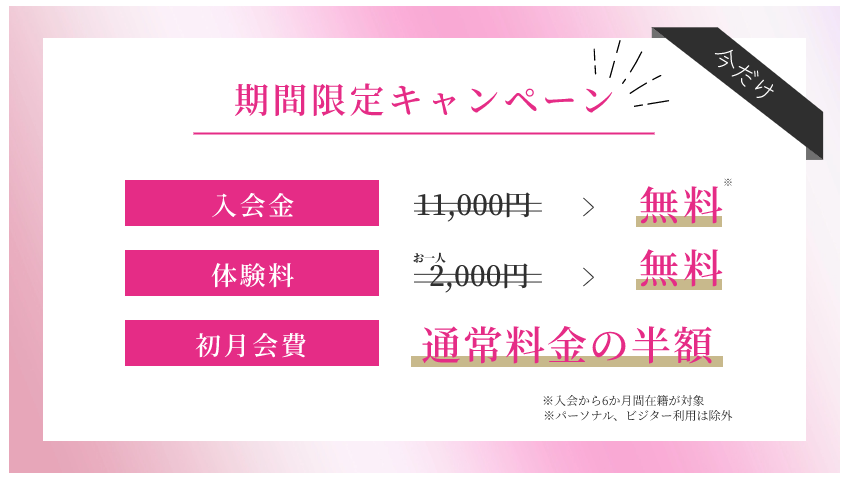 今だけ
期間限定キャンペーン
入会金 11,000円 > 無料※
体験料 お一人 2,000円 > 無料
初月会費 通常料金の半額
※入会から6か月間在籍が対象
※パーソナル、ビジター利用は除外